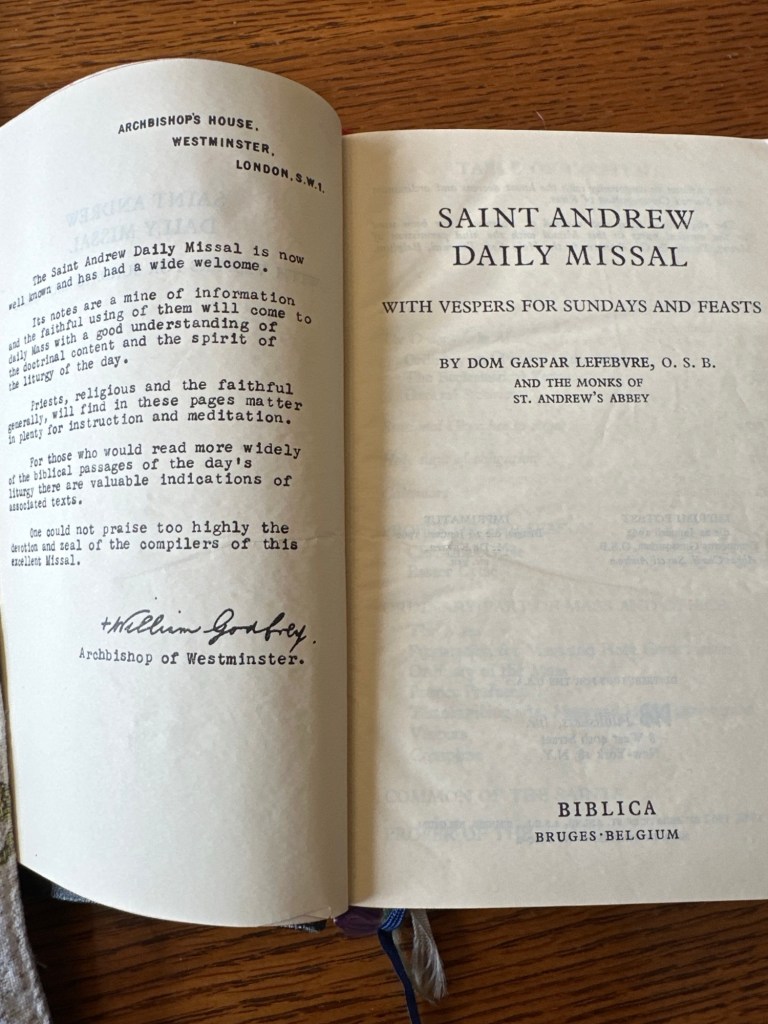 ARCHBISHOP'S HOUSE,
WESTMINSTER,
LONDON, S.W.1.
The Saint Andrew Daily Missal is now
well known and has had a wide welcome.
Its notes are a mine of information
and the faithful using of them will come to
daily Mass with a good understanding of
the doctrinal content and the spirit of
the liturgy of the day.
Priests, religious and the faithful
generally, will find in these pages matter
in plenty for instruction and meditation.
For those who would read more widely
of the biblical passages of the day's
liturgy there are valuable indications of
associated texts.
One could not praise too highly the
devotion and zeal of the compilers of this
excellent Missal.
+William Godfrey.
Archbishop of Westminster.
SAINT ANDREW
DAILY MISSAL
WITH VESPERS FOR SUNDAYS AND FEASTS
BY DOM GASPAR LEFEBVRE, O. S. B.
AND THE MONKS OF
ST. ANDREW'S ABBEY
BIBLICA
BRUGES·BELGIUM